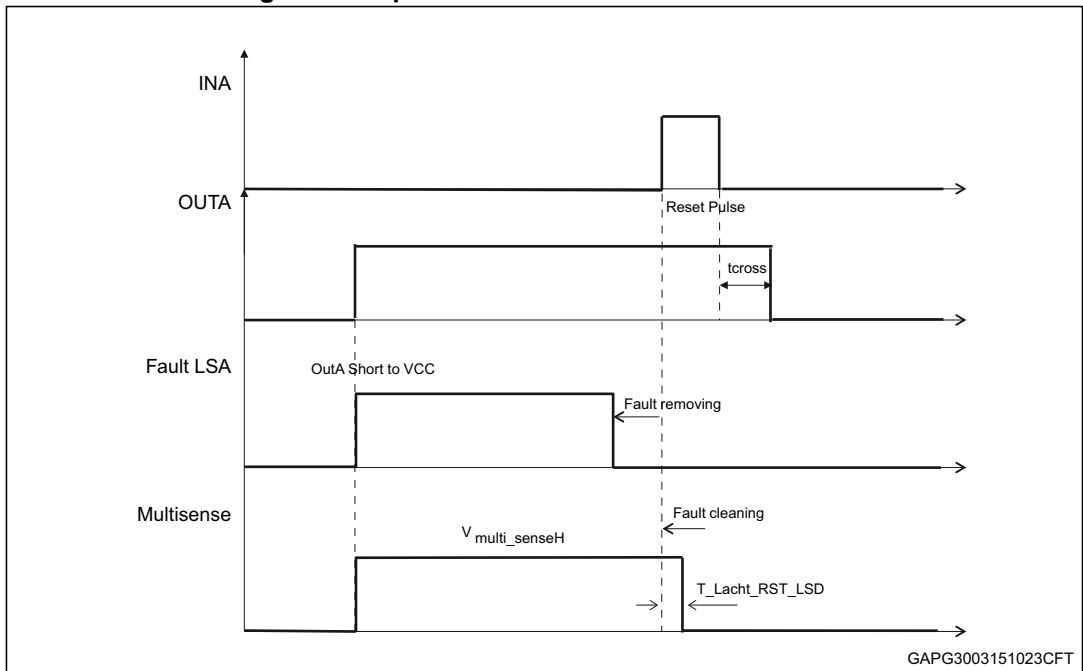 INA
Reset Pulse
OUTA
tcross
Fault LSA
OutA Short to VCC
Fault removing
Multisense
Fault cleaning
V multi_senseH
T_Lacht_RST_LSD
GAPG3003151023CFT